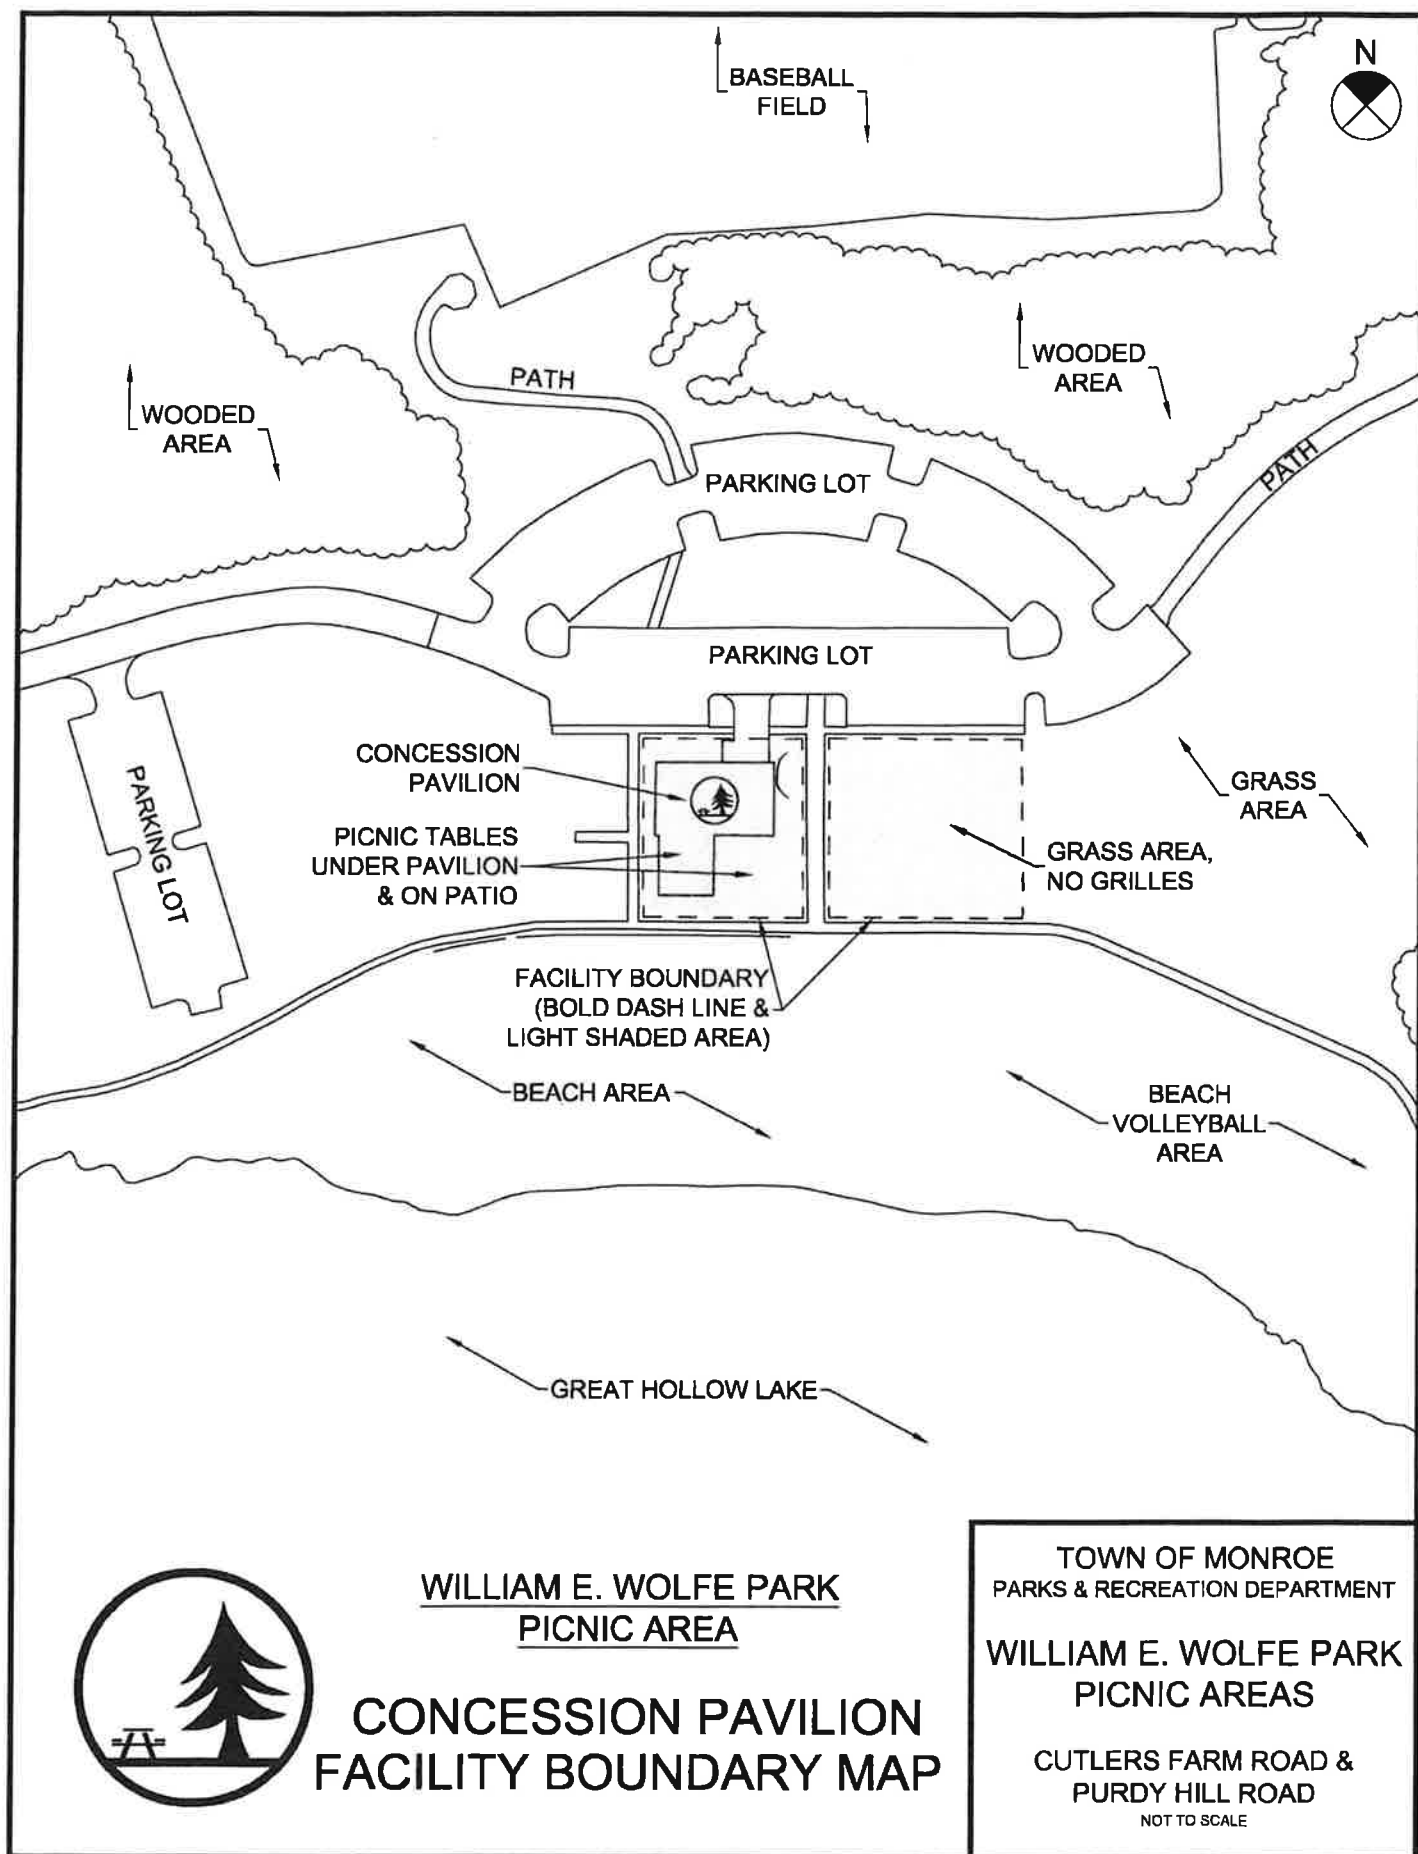 BASEBALL
FIELD
N
WOODED
AREA
PATH
WOODED
AREA
PATH
PARKING LOT
PARKING LOT
PARKING LOT
CONCESSION
PAVILION
PICNIC TABLES
UNDER PAVILION
& ON PATIO
GRASS
AREA
GRASS AREA,
NO GRILLES
FACILITY BOUNDARY
(BOLD DASH LINE &
LIGHT SHADED AREA)
BEACH AREA
BEACH
VOLLEYBALL
AREA
GREAT HOLLOW LAKE
WILLIAM E. WOLFE PARK
PICNIC AREA
CONCESSION PAVILION
FACILITY BOUNDARY MAP
TOWN OF MONROE
PARKS & RECREATION DEPARTMENT
WILLIAM E. WOLFE PARK
PICNIC AREAS
CUTLERS FARM ROAD &
PURDY HILL ROAD
NOT TO SCALE